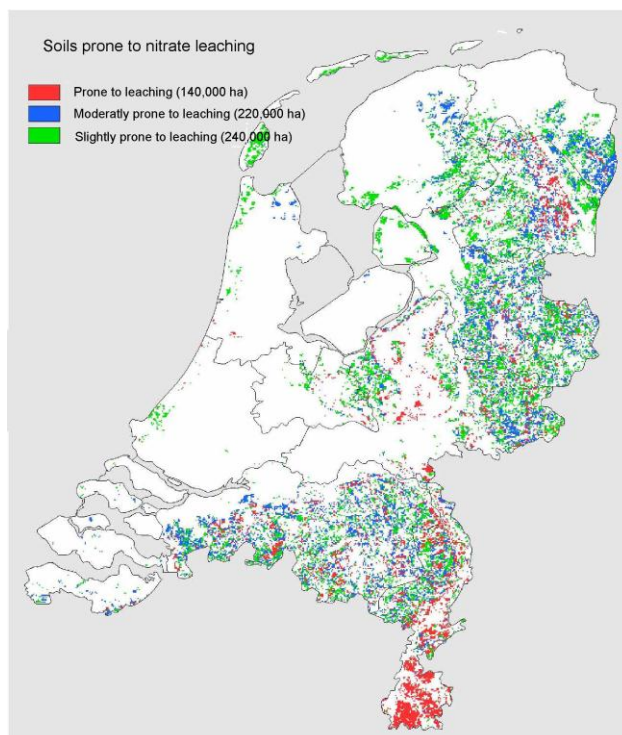 Soils prone to nitrate leaching
Prone to leaching (140,000 ha)
Moderatly prone to leaching (220,000 ha)
Slightly prone to leaching (240,000 ha)